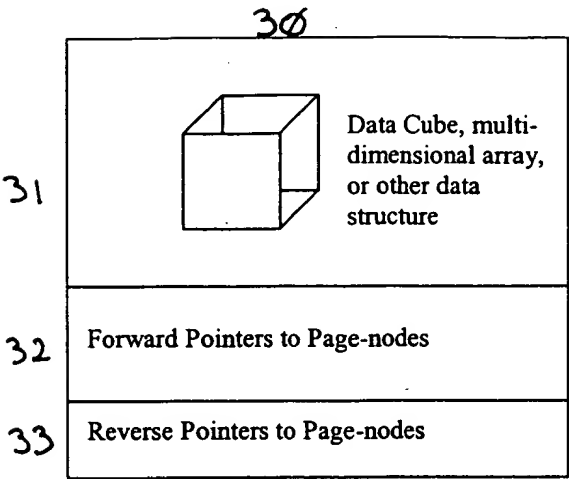 30
31
Data Cube, multi-
dimensional array,
or other data
structure
32
Forward Pointers to Page-nodes
33
Reverse Pointers to Page-nodes